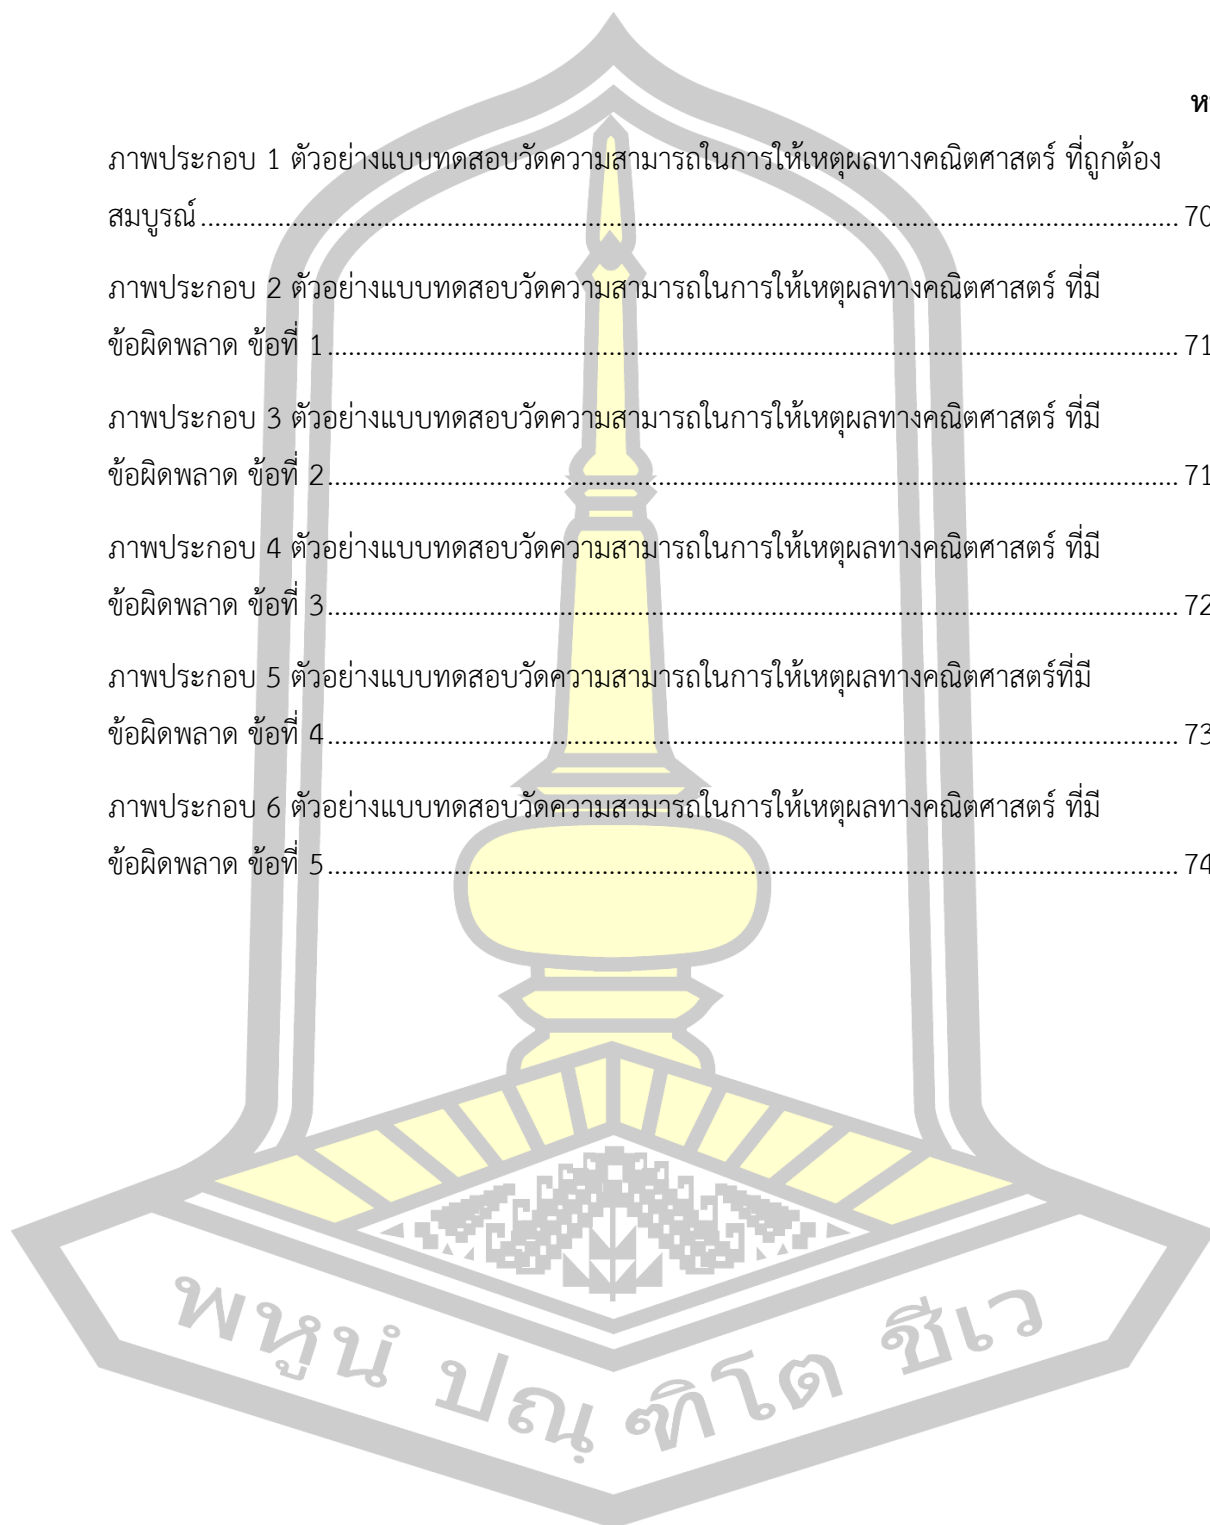 ภาพประกอบ 1 ตัวอย่างแบบทดสอบวัดความสามารถในการให้เหตุผลทางคณิตศาสตร์ ที่ถูกต้อง
สมบูรณ์ ........................................................................ 70
ภาพประกอบ 2 ตัวอย่างแบบทดสอบวัดความสามารถในการให้เหตุผลทางคณิตศาสตร์ ที่มี
ข้อผิดพลาด ข้อที่ 1 ........................................................................ 71
ภาพประกอบ 3 ตัวอย่างแบบทดสอบวัดความสามารถในการให้เหตุผลทางคณิตศาสตร์ ที่มี
ข้อผิดพลาด ข้อที่ 2 ........................................................................ 71
ภาพประกอบ 4 ตัวอย่างแบบทดสอบวัดความสามารถในการให้เหตุผลทางคณิตศาสตร์ ที่มี
ข้อผิดพลาด ข้อที่ 3 ........................................................................ 72
ภาพประกอบ 5 ตัวอย่างแบบทดสอบวัดความสามารถในการให้เหตุผลทางคณิตศาสตร์ที่มี
ข้อผิดพลาด ข้อที่ 4 ........................................................................ 73
ภาพประกอบ 6 ตัวอย่างแบบทดสอบวัดความสามารถในการให้เหตุผลทางคณิตศาสตร์ ที่มี
ข้อผิดพลาด ข้อที่ 5 ........................................................................ 74
พหูนํ ปณฺฑิโต ชีเว